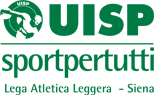 UISP
sportpertutti
Lega Atletica Leggera - Siena